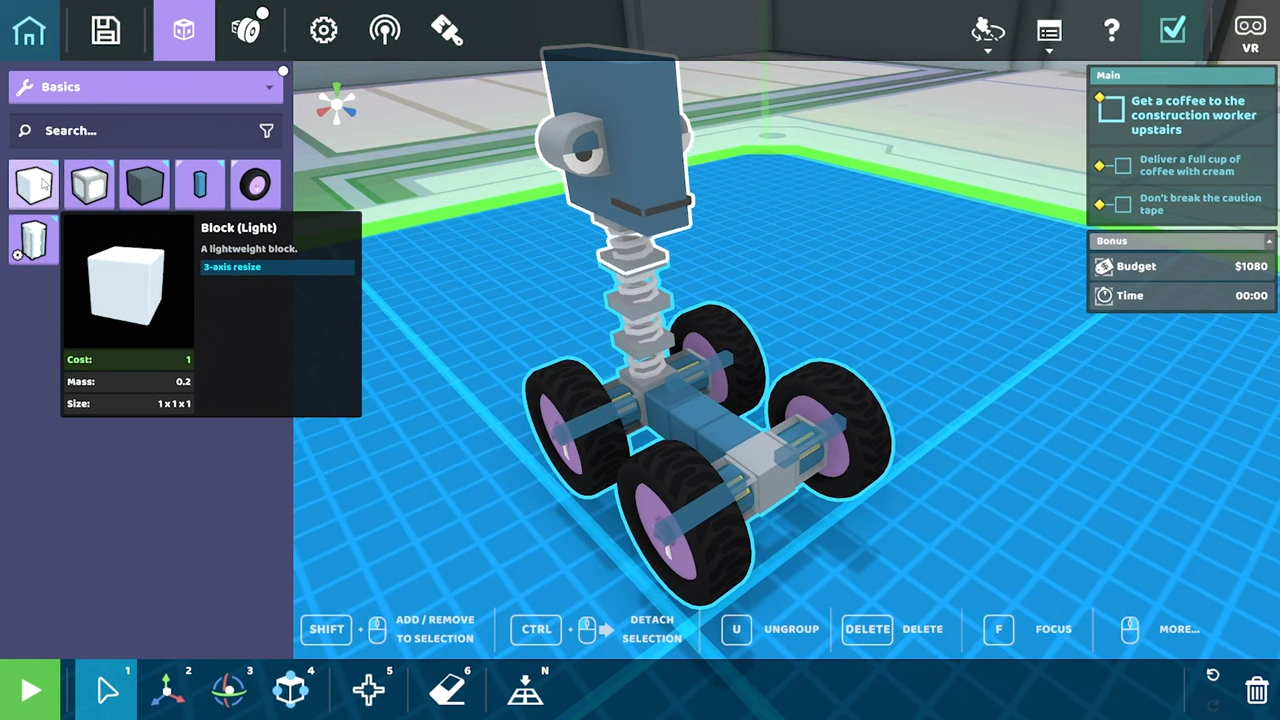 VR
Basics
Search...
Block (Light)
A lightweight block.
3-axis resize
Cost: 1
Mass: 0.2
Size: 1 x 1 x 1
Main
Get a coffee to the
construction worker
upstairs
Deliver a full cup of
coffee with cream
Don't break the caution
tape
Bonus
Budget $1080
Time 00:00
SHIFT + ADD / REMOVE
TO SELECTION
CTRL + DETACH
SELECTION
U UNGROUP
DELETE DELETE
F FOCUS
MORE...
1
2
3
4
5
6
N